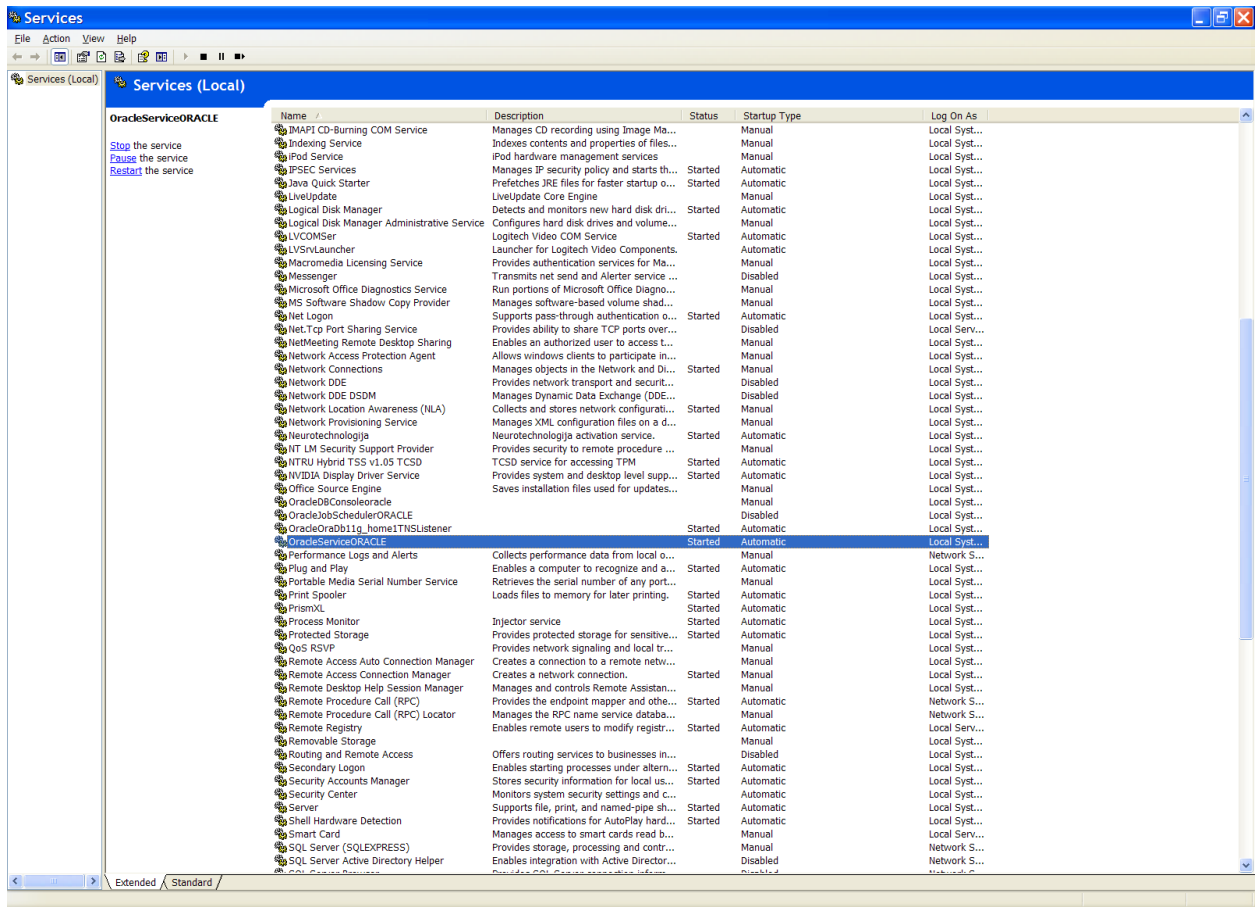 Services
File Action View Help
Services (Local)
Services (Local)
OracleServiceORACLE
Stop the service
Pause the service
Restart the service
Name Description Status Startup Type Log On As
IMAPI CD-Burning COM Service Manages CD recording using Image Ma... Manual Local Syst...
Indexing Service Indexes contents and properties of files... Manual Local Syst...
iPod Service iPod hardware management services Manual Local Syst...
IPSEC Services Manages IP security policy and starts th... Started Automatic Local Syst...
Java Quick Starter Prefetches JRE files for faster startup o... Started Automatic Local Syst...
LiveUpdate LiveUpdate Core Engine Manual Local Syst...
Logical Disk Manager Detects and monitors new hard disk dri... Started Automatic Local Syst...
Logical Disk Manager Administrative Service Configures hard disk drives and volume... Manual Local Syst...
LVCOMSer Logitech Video COM Service Started Automatic Local Syst...
LVSrvLauncher Launcher for Logitech Video Components. Automatic Local Syst...
Macromedia Licensing Service Provides authentication services for Ma... Manual Local Syst...
Messenger Transmits net send and Alerter service ... Disabled Local Syst...
Microsoft Office Diagnostics Service Run portions of Microsoft Office Diagno... Manual Local Syst...
MS Software Shadow Copy Provider Manages software-based volume shad... Manual Local Syst...
Net Logon Supports pass-through authentication o... Started Automatic Local Syst...
Net.Tcp Port Sharing Service Provides ability to share TCP ports over... Disabled Local Serv...
NetMeeting Remote Desktop Sharing Enables an authorized user to access t... Manual Local Syst...
Network Access Protection Agent Allows windows clients to participate in... Manual Local Syst...
Network Connections Manages objects in the Network and Di... Started Manual Local Syst...
Network DDE Provides network transport and securit... Disabled Local Syst...
Network DDE DSDM Manages Dynamic Data Exchange (DDE... Disabled Local Syst...
Network Location Awareness (NLA) Collects and stores network configurati... Started Manual Local Syst...
Network Provisioning Service Manages XML configuration files on a d... Manual Local Syst...
Neurotechnologija Neurotechnologija activation service. Started Automatic Local Syst...
NT LM Security Support Provider Provides security to remote procedure ... Manual Local Syst...
NTRU Hybrid TSS v1.05 TCSD TCSD service for accessing TPM Started Automatic Local Syst...
NVIDIA Display Driver Service Provides system and desktop level supp... Started Automatic Local Syst...
Office Source Engine Saves installation files used for updates... Manual Local Syst...
OracleDBConsoleoracle Manual Local Syst...
OracleJobSchedulerORACLE Disabled Local Syst...
OracleOraDb11g_home1TNSListener Started Automatic Local Syst...
OracleServiceORACLE Started Automatic Local Syst...
Performance Logs and Alerts Collects performance data from local o... Manual Network S...
Plug and Play Enables a computer to recognize and a... Started Automatic Local Syst...
Portable Media Serial Number Service Retrieves the serial number of any port... Manual Local Syst...
Print Spooler Loads files to memory for later printing. Started Automatic Local Syst...
PrismXL Started Automatic Local Syst...
Process Monitor Injector service Started Automatic Local Syst...
Protected Storage Provides protected storage for sensitive... Started Automatic Local Syst...
QoS RSVP Provides network signaling and local tr... Manual Local Syst...
Remote Access Auto Connection Manager Creates a connection to a remote netw... Manual Local Syst...
Remote Access Connection Manager Creates a network connection. Started Manual Local Syst...
Remote Desktop Help Session Manager Manages and controls Remote Assistan... Manual Local Syst...
Remote Procedure Call (RPC) Provides the endpoint mapper and othe... Started Automatic Network S...
Remote Procedure Call (RPC) Locator Manages the RPC name service databa... Manual Network S...
Remote Registry Enables remote users to modify registr... Started Automatic Local Serv...
Removable Storage Manual Local Syst...
Routing and Remote Access Offers routing services to businesses in... Disabled Local Syst...
Secondary Logon Enables starting processes under altern... Started Automatic Local Syst...
Security Accounts Manager Stores security information for local us... Started Automatic Local Syst...
Security Center Monitors system security settings and c... Automatic Local Syst...
Server Supports file, print, and named-pipe sh... Started Automatic Local Syst...
Shell Hardware Detection Provides notifications for AutoPlay hard... Started Automatic Local Syst...
Smart Card Manages access to smart cards read b... Manual Local Serv...
SQL Server (SQLEXPRESS) Provides storage, processing and contr... Manual Network S...
SQL Server Active Directory Helper Enables integration with Active Director... Disabled Network S...
Extended Standard